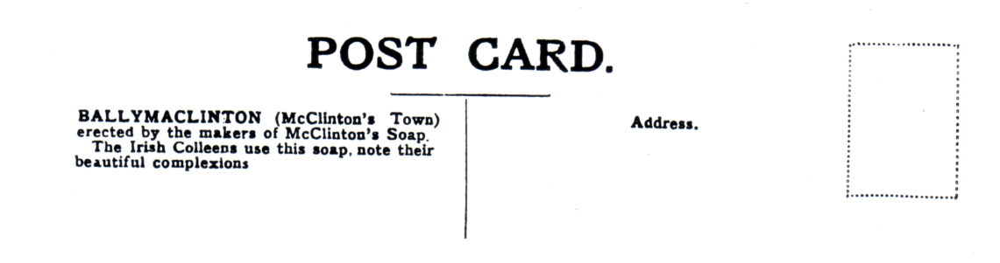 POST CARD.
BALLYMACLINTON (McClinton's Town)
erected by the makers of McClinton's Soap.
The Irish Colleens use this soap, note their
beautiful complexions
Address.